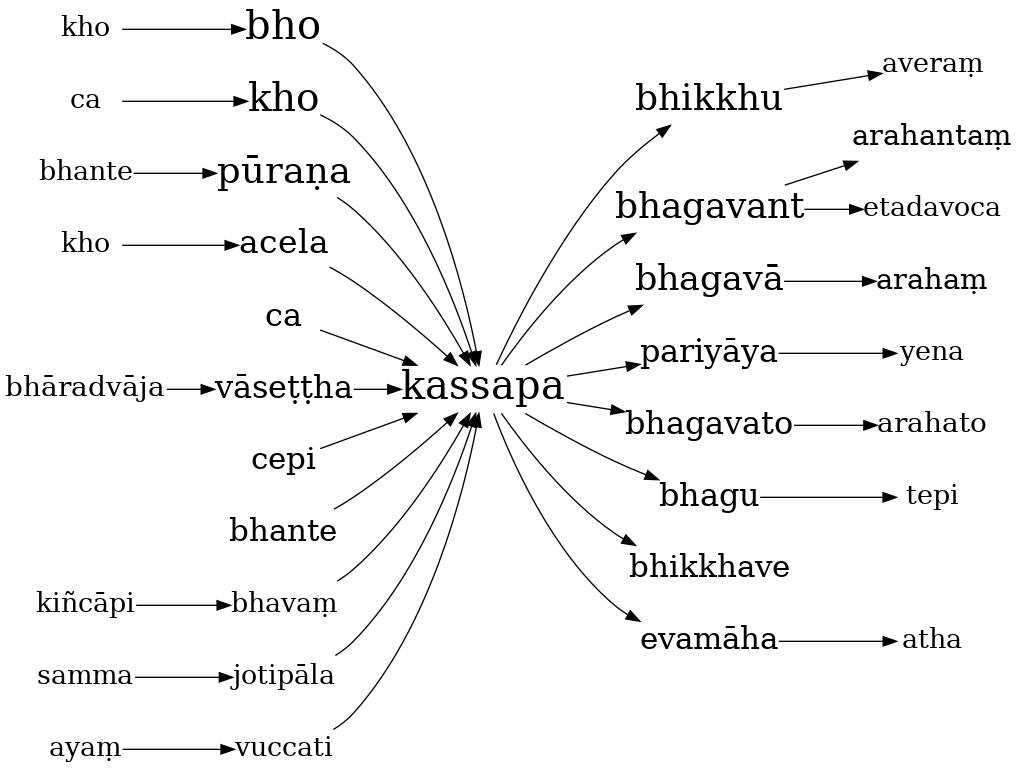 kho bho
ca kho
bhante pūraṇa
kho acela
ca
bhāradvāja vāseṭṭha kassapa
cepi
bhante
kiñcāpi bhavaṃ
samma jotipāla
ayaṃ vuccati
bhikkhu averaṃ
arahantaṃ
bhagavant etadavoca
bhagavā arahaṃ
pariyāya yena
bhagavato arahato
bhagu tepi
bhikkhave
evamāha atha